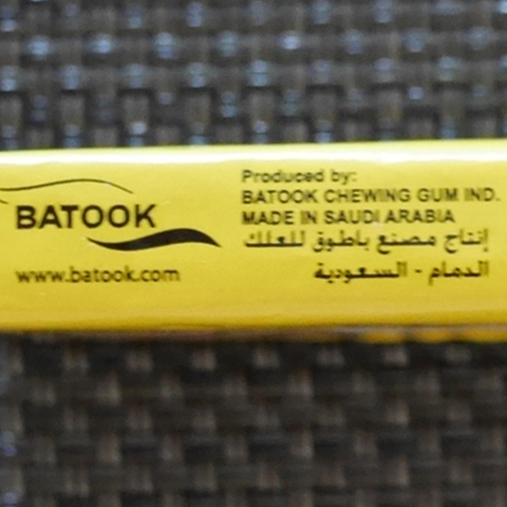 BATOOK
www.batook.com
Produced by:
BATOOK CHEWING GUM IND.
MADE IN SAUDI ARABIA
إنتاج مصنع باطوق للعلك
الدمام - السعودية